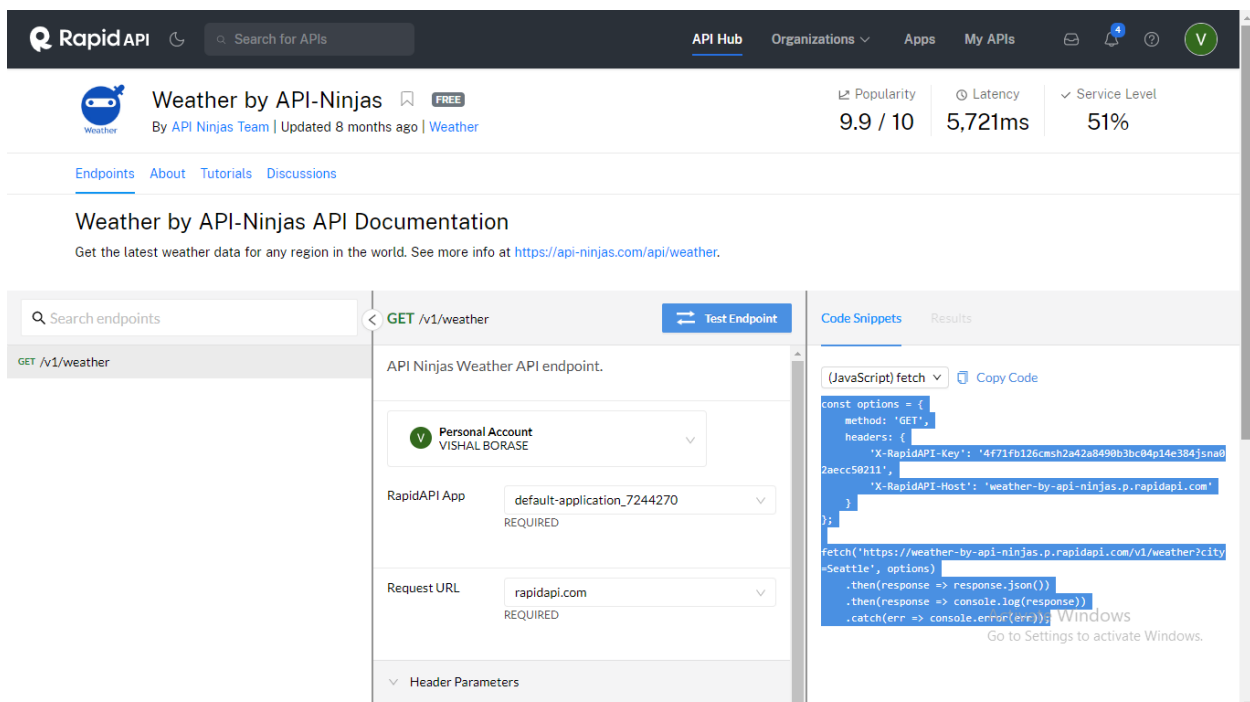 Rapid API
Search for APIs
API Hub
Organizations
Apps
My APIs
4
V
Weather
Weather by API-Ninjas
FREE
By API Ninjas Team | Updated 8 months ago | Weather
Popularity
9.9 / 10
Latency
5,721ms
Service Level
51%
Endpoints
About
Tutorials
Discussions
Weather by API-Ninjas API Documentation
Get the latest weather data for any region in the world. See more info at https://api-ninjas.com/api/weather.
Search endpoints
GET /v1/weather
GET /v1/weather
Test Endpoint
API Ninjas Weather API endpoint.
V
Personal Account
VISHAL BORASE
RapidAPI App
default-application_7244270
REQUIRED
Request URL
rapidapi.com
REQUIRED
Header Parameters
Code Snippets
Results
(JavaScript) fetch
Copy Code
const options = {
method: 'GET',
headers: {
'X-RapidAPI-Key': '4f71fb126cmsh2a42a8490b3bc04p14e384jsna0
2aecc50211',
'X-RapidAPI-Host': 'weather-by-api-ninjas.p.rapidapi.com'
}
};
fetch('https://weather-by-api-ninjas.p.rapidapi.com/v1/weather?city
=Seattle', options)
.then(response => response.json())
.then(response => console.log(response))
.catch(err => console.error(err));
Activate Windows
Go to Settings to activate Windows.